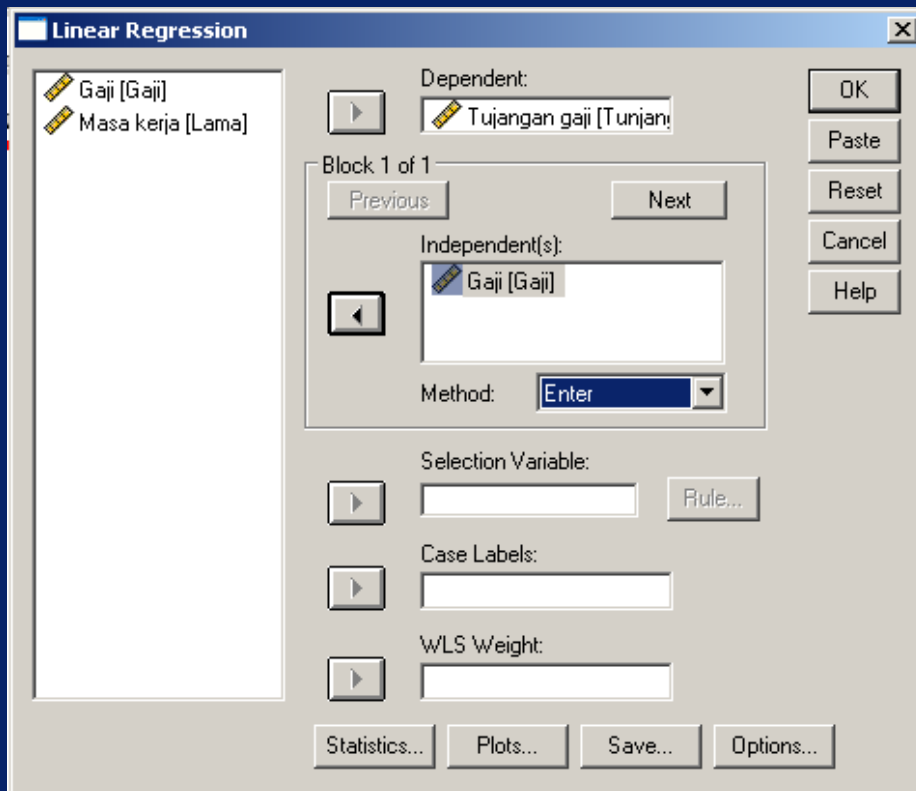 Linear Regression
Gaji [Gaji]
Masa kerja [Lama]
Dependent:
Tujangan gaji [Tunjang
Block 1 of 1
Previous
Next
Independent(s):
Gaji [Gaji]
Method:
Enter
Selection Variable:
Rule...
Case Labels:
WLS Weight:
Statistics...
Plots...
Save...
Options...
OK
Paste
Reset
Cancel
Help